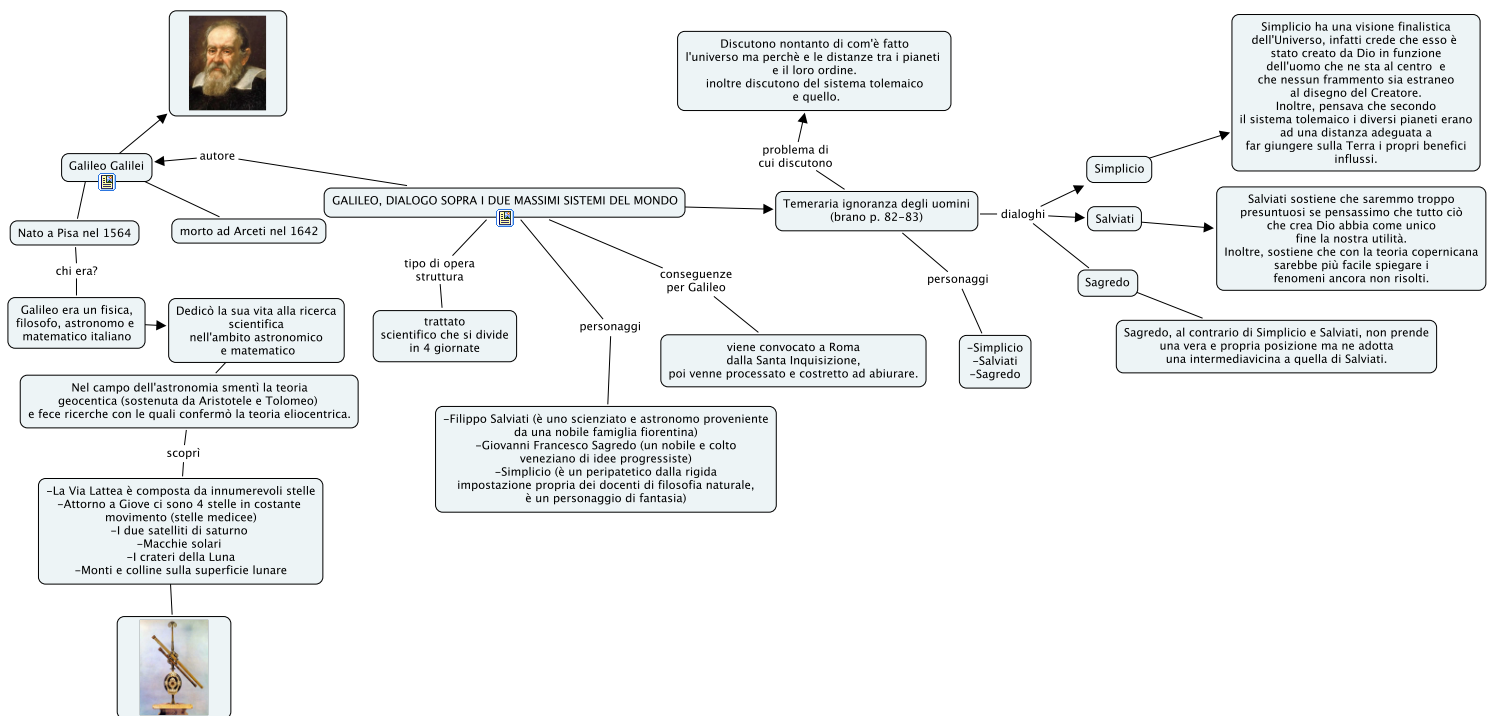 Galileo Galilei
autore
Nato a Pisa nel 1564
morto ad Arceti nel 1642
chi era?
Galileo era un fisica,
filosofo, astronomo e
matematico italiano
Dedicò la sua vita alla ricerca
scientifica
nell'ambito astronomico
e matematico
Nel campo dell'astronomia smentì la teoria
geocentica (sostenuta da Aristotele e Tolomeo)
e fece ricerche con le quali confermò la teoria eliocentrica.
scoprì
-La Via Lattea è composta da innumerevoli stelle
-Attorno a Giove ci sono 4 stelle in costante
movimento (stelle medicee)
-I due satelliti di saturno
-Macchie solari
-I crateri della Luna
-Monti e colline sulla superficie lunare
GALILEO, DIALOGO SOPRA I DUE MASSIMI SISTEMI DEL MONDO
tipo di opera
struttura
trattato
scientifico che si divide
in 4 giornate
personaggi
-Filippo Salviati (è uno scienziato e astronomo proveniente
da una nobile famiglia fiorentina)
-Giovanni Francesco Sagredo (un nobile e colto
veneziano di idee progressiste)
-Simplicio (è un peripatetico dalla rigida
impostazione propria dei docenti di filosofia naturale,
è un personaggio di fantasia)
conseguenze
per Galileo
viene convocato a Roma
dalla Santa Inquisizione,
poi venne processato e costretto ad abiurare.
Discutono nontanto di com'è fatto
l'universo ma perchè e le distanze tra i pianeti
e il loro ordine.
inoltre discutono del sistema tolemaico
e quello.
problema di
cui discutono
Temeraria ignoranza degli uomini
(brano p. 82-83)
personaggi
-Simplicio
-Salviati
-Sagredo
dialoghi
Simplicio
Simplicio ha una visione finalistica
dell'Universo, infatti crede che esso è
stato creato da Dio in funzione
dell'uomo che ne sta al centro e
che nessun frammento sia estraneo
al disegno del Creatore.
Inoltre, pensava che secondo
il sistema tolemaico i diversi pianeti erano
ad una distanza adeguata a
far giungere sulla Terra i propri benefici
influssi.
Salviati
Salviati sostiene che saremmo troppo
presuntuosi se pensassimo che tutto ciò
che crea Dio abbia come unico
fine la nostra utilità.
Inoltre, sostiene che con la teoria copernicana
sarebbe più facile spiegare i
fenomeni ancora non risolti.
Sagredo
Sagredo, al contrario di Simplicio e Salviati, non prende
una vera e propria posizione ma ne adotta
una intermediavicina a quella di Salviati.